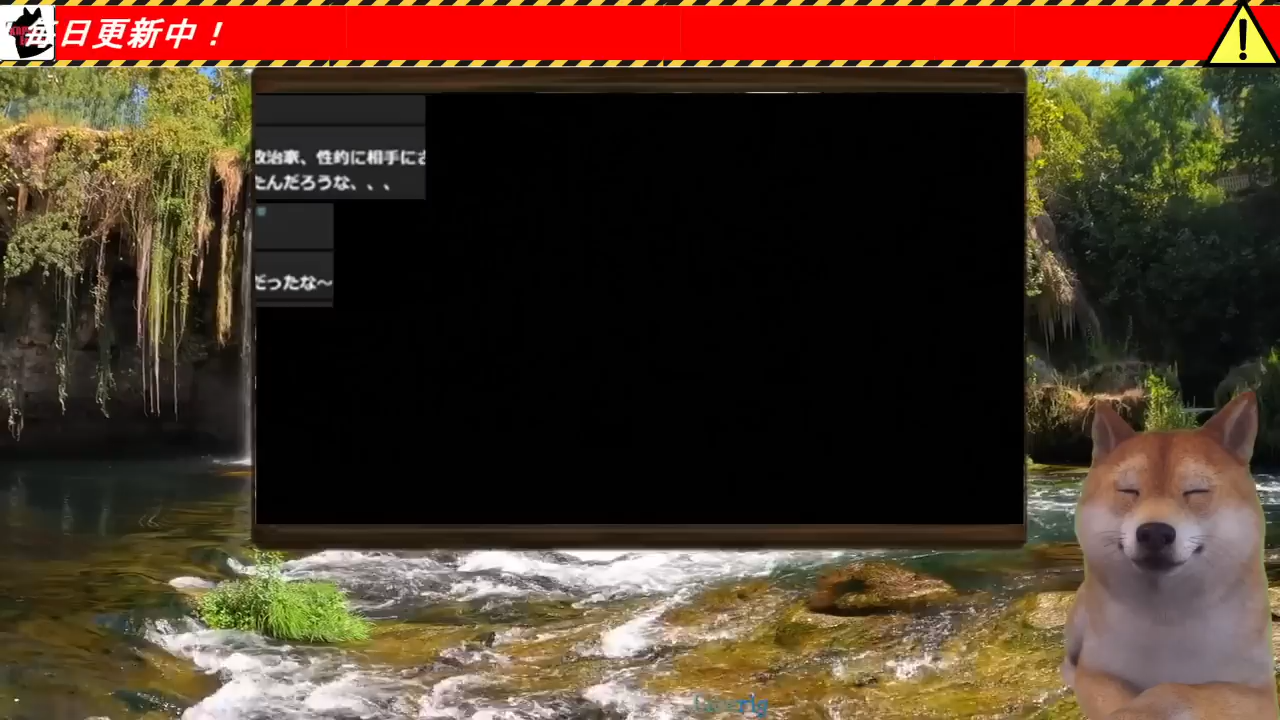 毎日更新中！
政治家、性的に相手にさ
たんだろうな、、、
だったな～